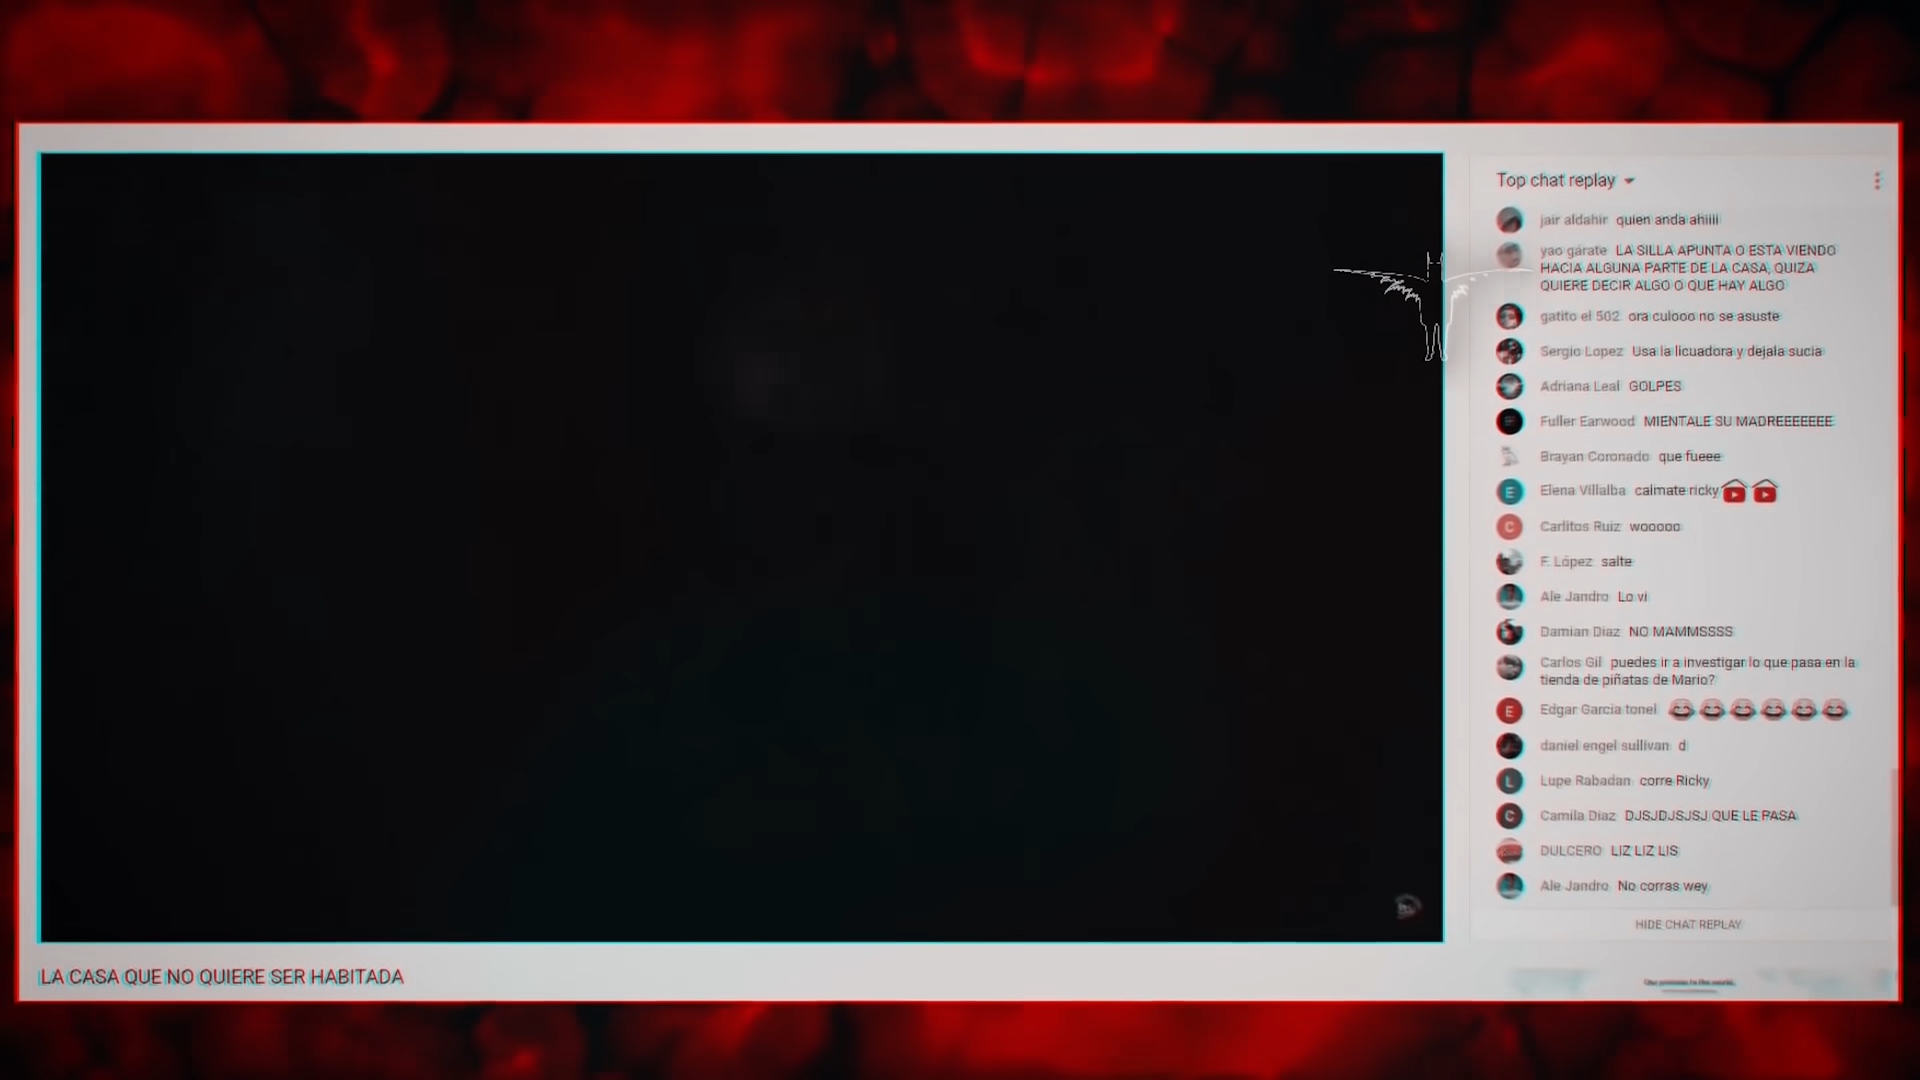 Top chat replay
jair aldahir quien anda ahiiii
yao gárate LA SILLA APUNTA O ESTA VIENDO
HACIA ALGUNA PARTE DE LA CASA, QUIZA
QUIERE DECIR ALGO O QUE HAY ALGO
gatito el 502 ora culooo no se asuste
Sergio Lopez Usa la licuadora y dejala sucia
Adriana Leal GOLPES
Fuller Earwood MIENTALE SU MADREEEEEEE
Brayan Coronado que fueee
E Elena Villalba calmate ricky
C Carlitos Ruiz wooooo
F. López salte
Ale Jandro Lo vi
Damian Diaz NO MAMMSSSS
Carlos Gil puedes ir a investigar lo que pasa en la
tienda de piñatas de Mario?
E Edgar Garcia tonel
daniel engel sullivan d
L Lupe Rabadan corre Ricky
C Camila Diaz DJSJDJSJSJ QUE LE PASA
DULCERO LIZ LIZ LIS
Ale Jandro No corras wey
HIDE CHAT REPLAY
LA CASA QUE NO QUIERE SER HABITADA